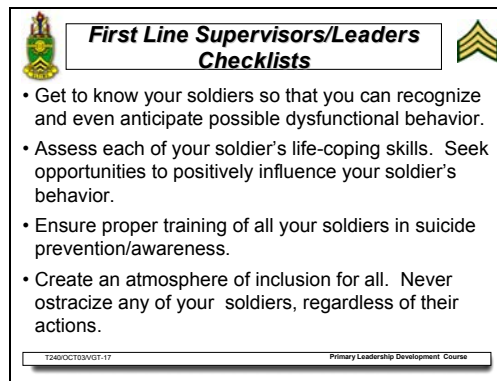 First Line Supervisors/Leaders
Checklists
• Get to know your soldiers so that you can recognize
and even anticipate possible dysfunctional behavior.
• Assess each of your soldier's life-coping skills.  Seek
opportunities to positively influence your soldier's
behavior.
• Ensure proper training of all your soldiers in suicide
prevention/awareness.
• Create an atmosphere of inclusion for all.  Never
ostracize any of your  soldiers, regardless of their
actions.
T240/OCT03/VGT-17 Primary Leadership Development  Course